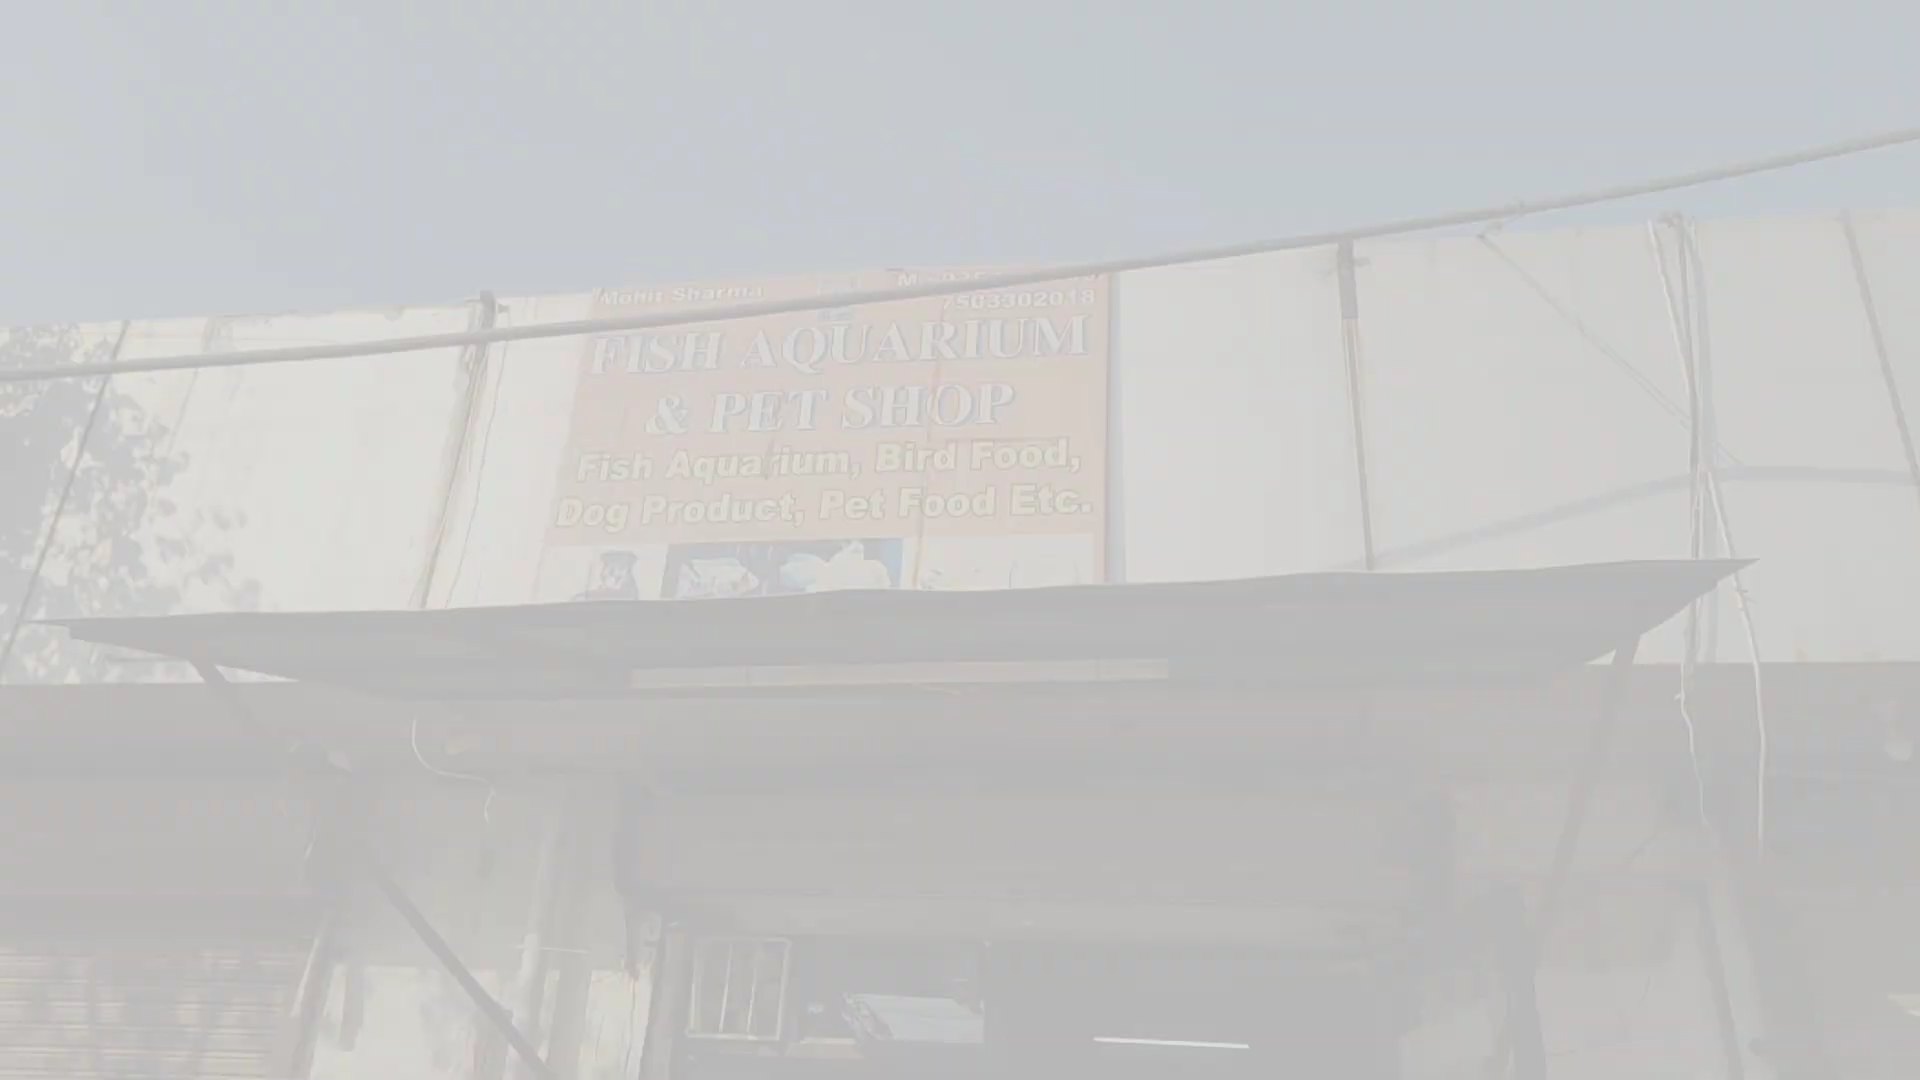 Mohit Sharma
7503302018
FISH AQUARIUM
& PET SHOP
Fish Aquarium, Bird Food,
Dog Product, Pet Food Etc.